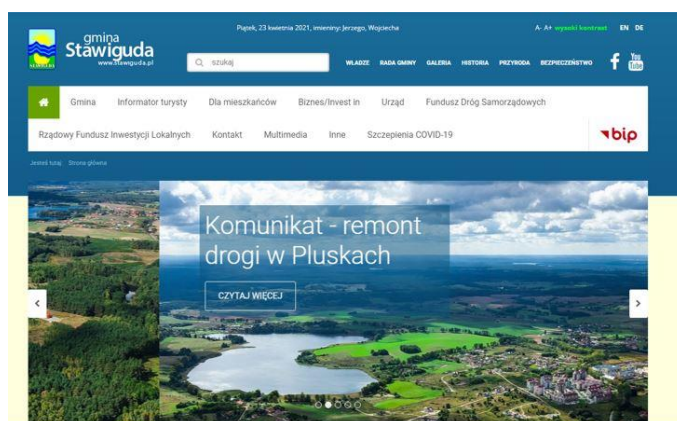 Piątek, 23 kwietnia 2021, imieniny: Jerzego, Wojciecha
A- A+ wysoki kontrast EN DE
gmina
Stawiguda
www.stawiguda.pl
szukaj
WŁADZE RADA GMINY GALERIA HISTORIA PRZYRODA BEZPIECZEŃSTWO
f You Tube
Gmina Informator turysty Dla mieszkańców Biznes/Invest in Urząd Fundusz Dróg Samorządowych
Rządowy Fundusz Inwestycji Lokalnych Kontakt Multimedia Inne Szczepienia COVID-19
bip
Jesteś tutaj: Strona główna
Komunikat - remont
drogi w Pluskach
CZYTAJ WIĘCEJ